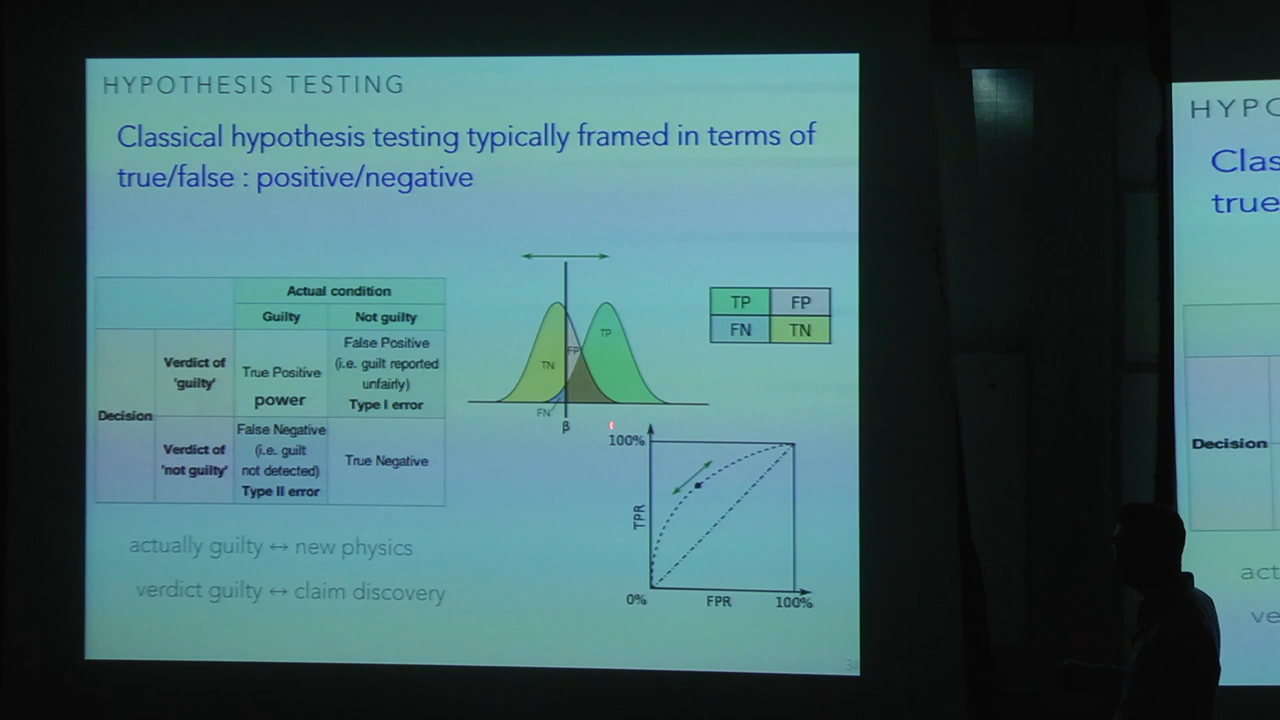 HYPOTHESIS TESTING
Classical hypothesis testing typically framed in terms of
true/false : positive/negative
Actual condition
Guilty
Not guilty
Decision
Verdict of
'guilty'
True Positive
power
False Positive
(i.e. guilt reported
unfairly)
Type I error
Verdict of
'not guilty'
False Negative
(i.e. guilt
not detected)
Type II error
True Negative
TN
FP
TP
FN
β
TP FP
FN TN
100%
TPR
0%
FPR
100%
actually guilty ↔ new physics
verdict guilty ↔ claim discovery
34
HYPO
Clas
true
Decision
act
ve